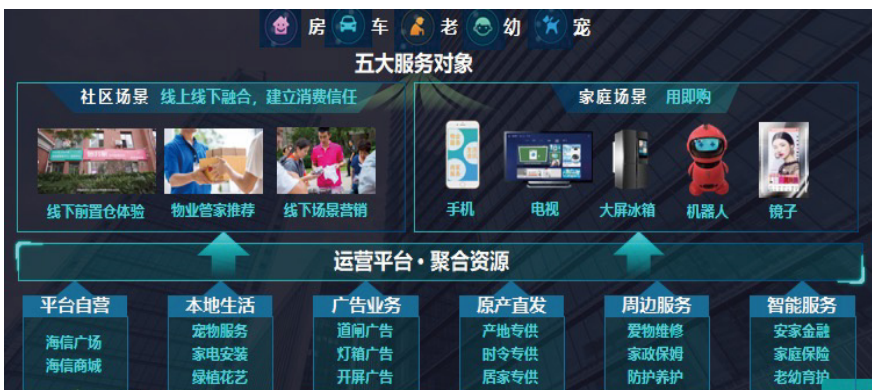 房 车 老 幼 宠
五大服务对象
社区场景 线上线下融合，建立消费信任
线下前置仓体验 物业管家推荐 线下场景营销
家庭场景 用即购
手机 电视 大屏冰箱 机器人 镜子
运营平台·聚合资源
平台自营
海信广场
海信商城
本地生活
宠物服务
家电安装
绿植花艺
广告业务
道闸广告
灯箱广告
开屏广告
原产直发
产地专供
时令专供
居家专供
周边服务
爱物维修
家政保姆
防护养护
智能服务
安家金融
家庭保险
老幼育护